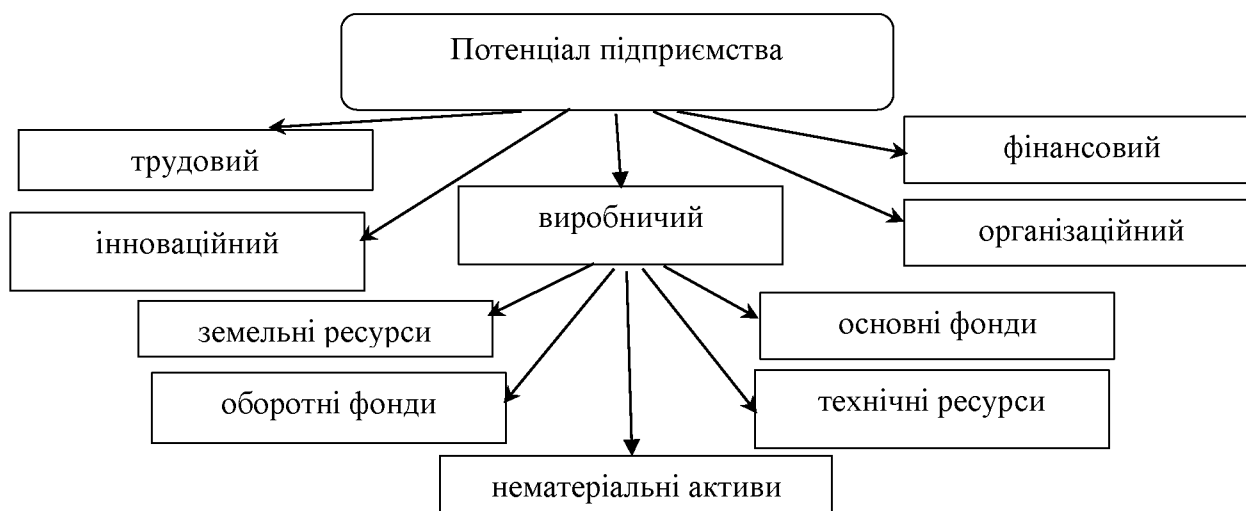 Потенціал підприємства
трудовий
фінансовий
інноваційний
виробничий
організаційний
земельні ресурси
основні фонди
оборотні фонди
технічні ресурси
нематеріальні активи